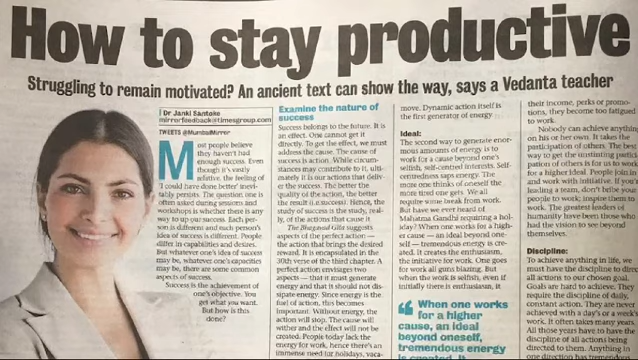 How to stay productive
Struggling to remain motivated? An ancient text can show the way, says a Vedanta teacher
Dr Janki Santoke
mirrorfeedback@timesgroup.com
TWEETS @MumbaiMirror
Most people believe
they haven't had
enough success. Even
though it's vastly
relative, the feeling of
'I could have done better' inevi-
tably persists. The question one is
often asked during sessions and
workshops is whether there is any
way to up our success. Each per-
son is different and each person's
idea of success is different. People
differ in capabilities and desires.
But whatever one's idea of success
may be, whatever one's capacities
may be, there are some common
aspects of success.
Success is the achievement of
one's objective. You
get what you want.
But how is this
done?
Examine the nature of
success
Success belongs to the future. It is
an effect. One cannot get it
directly. To get the effect, we must
address the cause. The cause of
success is action. While circum-
stances may contribute to it, ulti-
mately it is our actions that deliv-
er the success. The better the
quality of the action, the better
the result (i.e. success). Hence, the
study of success is the study, real-
ly, of the actions that cause it.
The Bhagavad Gita suggests
aspects of the perfect action —
the action that brings the desired
reward. It is encapsulated in the
30th verse of the third chapter. A
perfect action envisages two
aspects — that it must generate
energy and that it should not dis-
sipate energy. Since energy is the
fuel of action, this becomes
important. Without energy, the
action will stop. The cause will
wither and the effect will not be
created. People today lack the
energy for work, hence there's an
immense need for holidays, vaca-
move. Dynamic action itself is
the first generator of energy
Ideal:
The second way to generate enor-
mous amounts of energy is to
work for a cause beyond one's
selfish, self-centred interests. Self-
centredness saps energy. The
more one thinks of oneself the
more tired one gets. We all
require some break from work.
But have we ever heard of
Mahatma Gandhi requiring a hol-
iday? When one works for a high-
er cause — an ideal beyond one-
self — tremendous energy is cre-
ated. It creates the enthusiasm,
the initiative for work. One goes
for work all guns blazing. But
when the work is selfish, even if
initially there is enthusiasm, it
When one works
for a higher
cause, an ideal
beyond oneself,
tremendous energy
is created. It
their income, perks or promo-
tions, they become too fatigued
to work.
Nobody can achieve anything
on his or her own. It takes the
participation of others. The best
way to get the unstinting partici-
pation of others is for us to work
for a higher ideal. People join in
and work with initiative. If you're
leading a team, don't bribe your
people to work; inspire them to
work. The greatest leaders of
humanity have been those who
had the vision to see beyond
themselves.
Discipline:
To achieve anything in life, we
must have the discipline to direct
all actions to our chosen goal.
Goals are hard to achieve. They
require the discipline of daily,
constant action. They are never
achieved with a day's or a week's
work. It often takes many years.
All those years have to have
the discipline of all actions being
directed to them. Anything in
one direction has tremendous